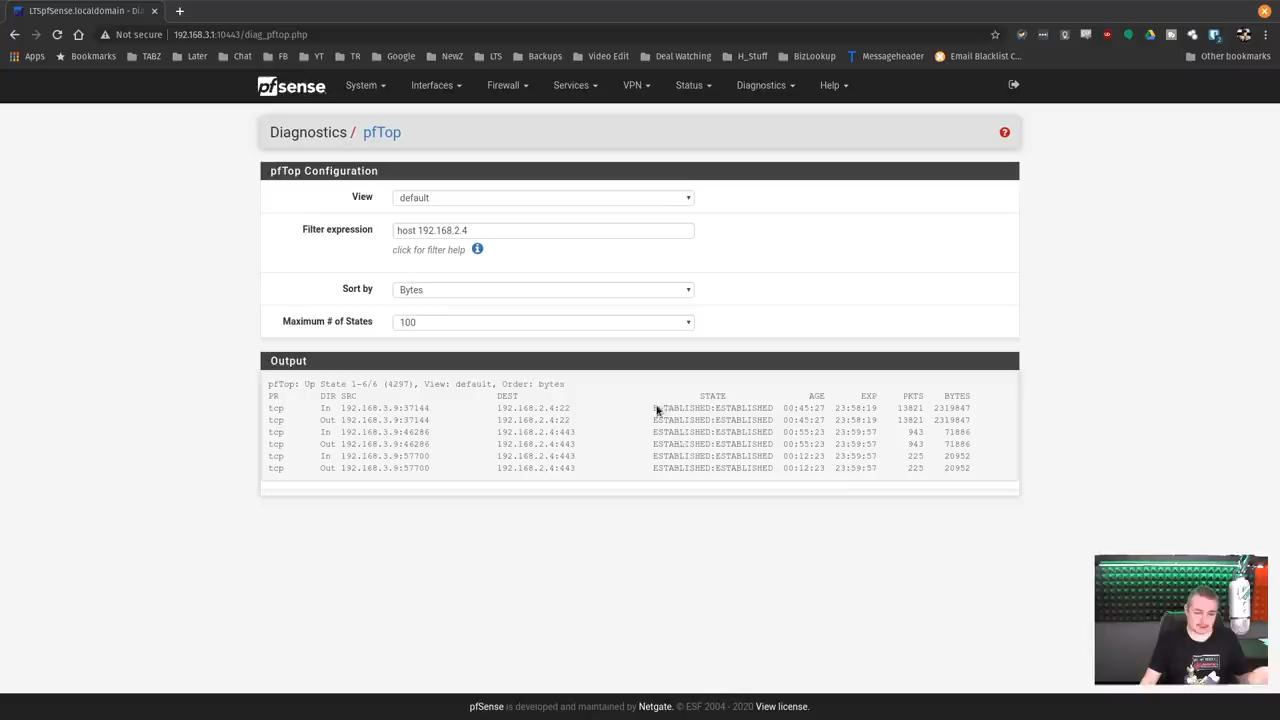 LTSpfSense.localdomain - Di
Not secure 192.168.3.1:10443/diag_pftop.php
Apps Bookmarks TABZ Later Chat FB YT TR Google NewZ LTS Backups Video Edit Deal Watching H_Stuff BizLookup Messageheader Email Blacklist C... Other bookmarks
pfsense System Interfaces Firewall Services VPN Status Diagnostics Help
Diagnostics / pfTop
pfTop Configuration
View default
Filter expression host 192.168.2.4
click for filter help
Sort by Bytes
Maximum # of States 100
Output
pfTop: Up State 1-6/6 (4297), View: default, Order: bytes
PR DIR SRC DEST STATE AGE EXP PKTS BYTES
tcp In 192.168.3.9:37144 192.168.2.4:22 ESTABLISHED:ESTABLISHED 00:45:27 23:58:19 13821 2319847
tcp Out 192.168.3.9:37144 192.168.2.4:22 ESTABLISHED:ESTABLISHED 00:45:27 23:58:19 13821 2319847
tcp In 192.168.3.9:46286 192.168.2.4:443 ESTABLISHED:ESTABLISHED 00:55:23 23:59:57 943 71886
tcp Out 192.168.3.9:46286 192.168.2.4:443 ESTABLISHED:ESTABLISHED 00:55:23 23:59:57 943 71886
tcp In 192.168.3.9:57700 192.168.2.4:443 ESTABLISHED:ESTABLISHED 00:12:23 23:59:57 225 20952
tcp Out 192.168.3.9:57700 192.168.2.4:443 ESTABLISHED:ESTABLISHED 00:12:23 23:59:57 225 20952
pfSense is developed and maintained by Netgate. © ESF 2004 - 2020 View license.